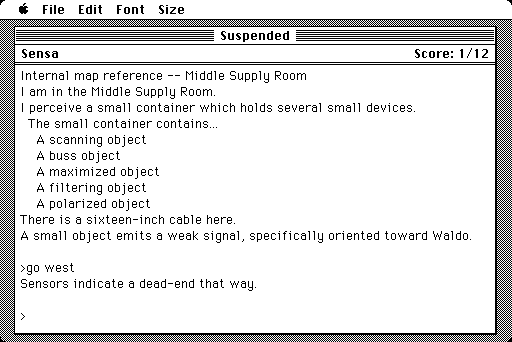 File Edit Font Size
Suspended
Sensa Score: 1/12
Internal map reference -- Middle Supply Room
I am in the Middle Supply Room.
I perceive a small container which holds several small devices.
The small container contains...
A scanning object
A buss object
A maximized object
A filtering object
A polarized object
There is a sixteen-inch cable here.
A small object emits a weak signal, specifically oriented toward Waldo.
>go west
Sensors indicate a dead-end that way.
>